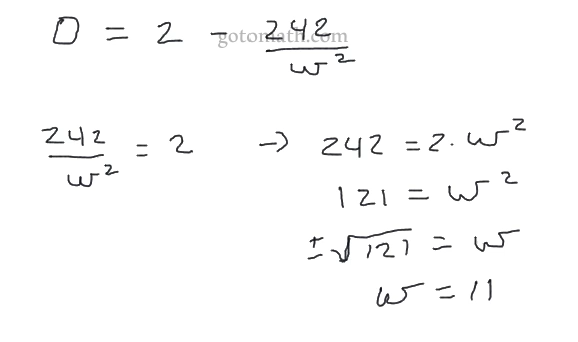 0 = 2 - 242/w²
gotomath.com
242/w² = 2 → 242 = 2 · w²
121 = w²
±√121 = w
w = 11